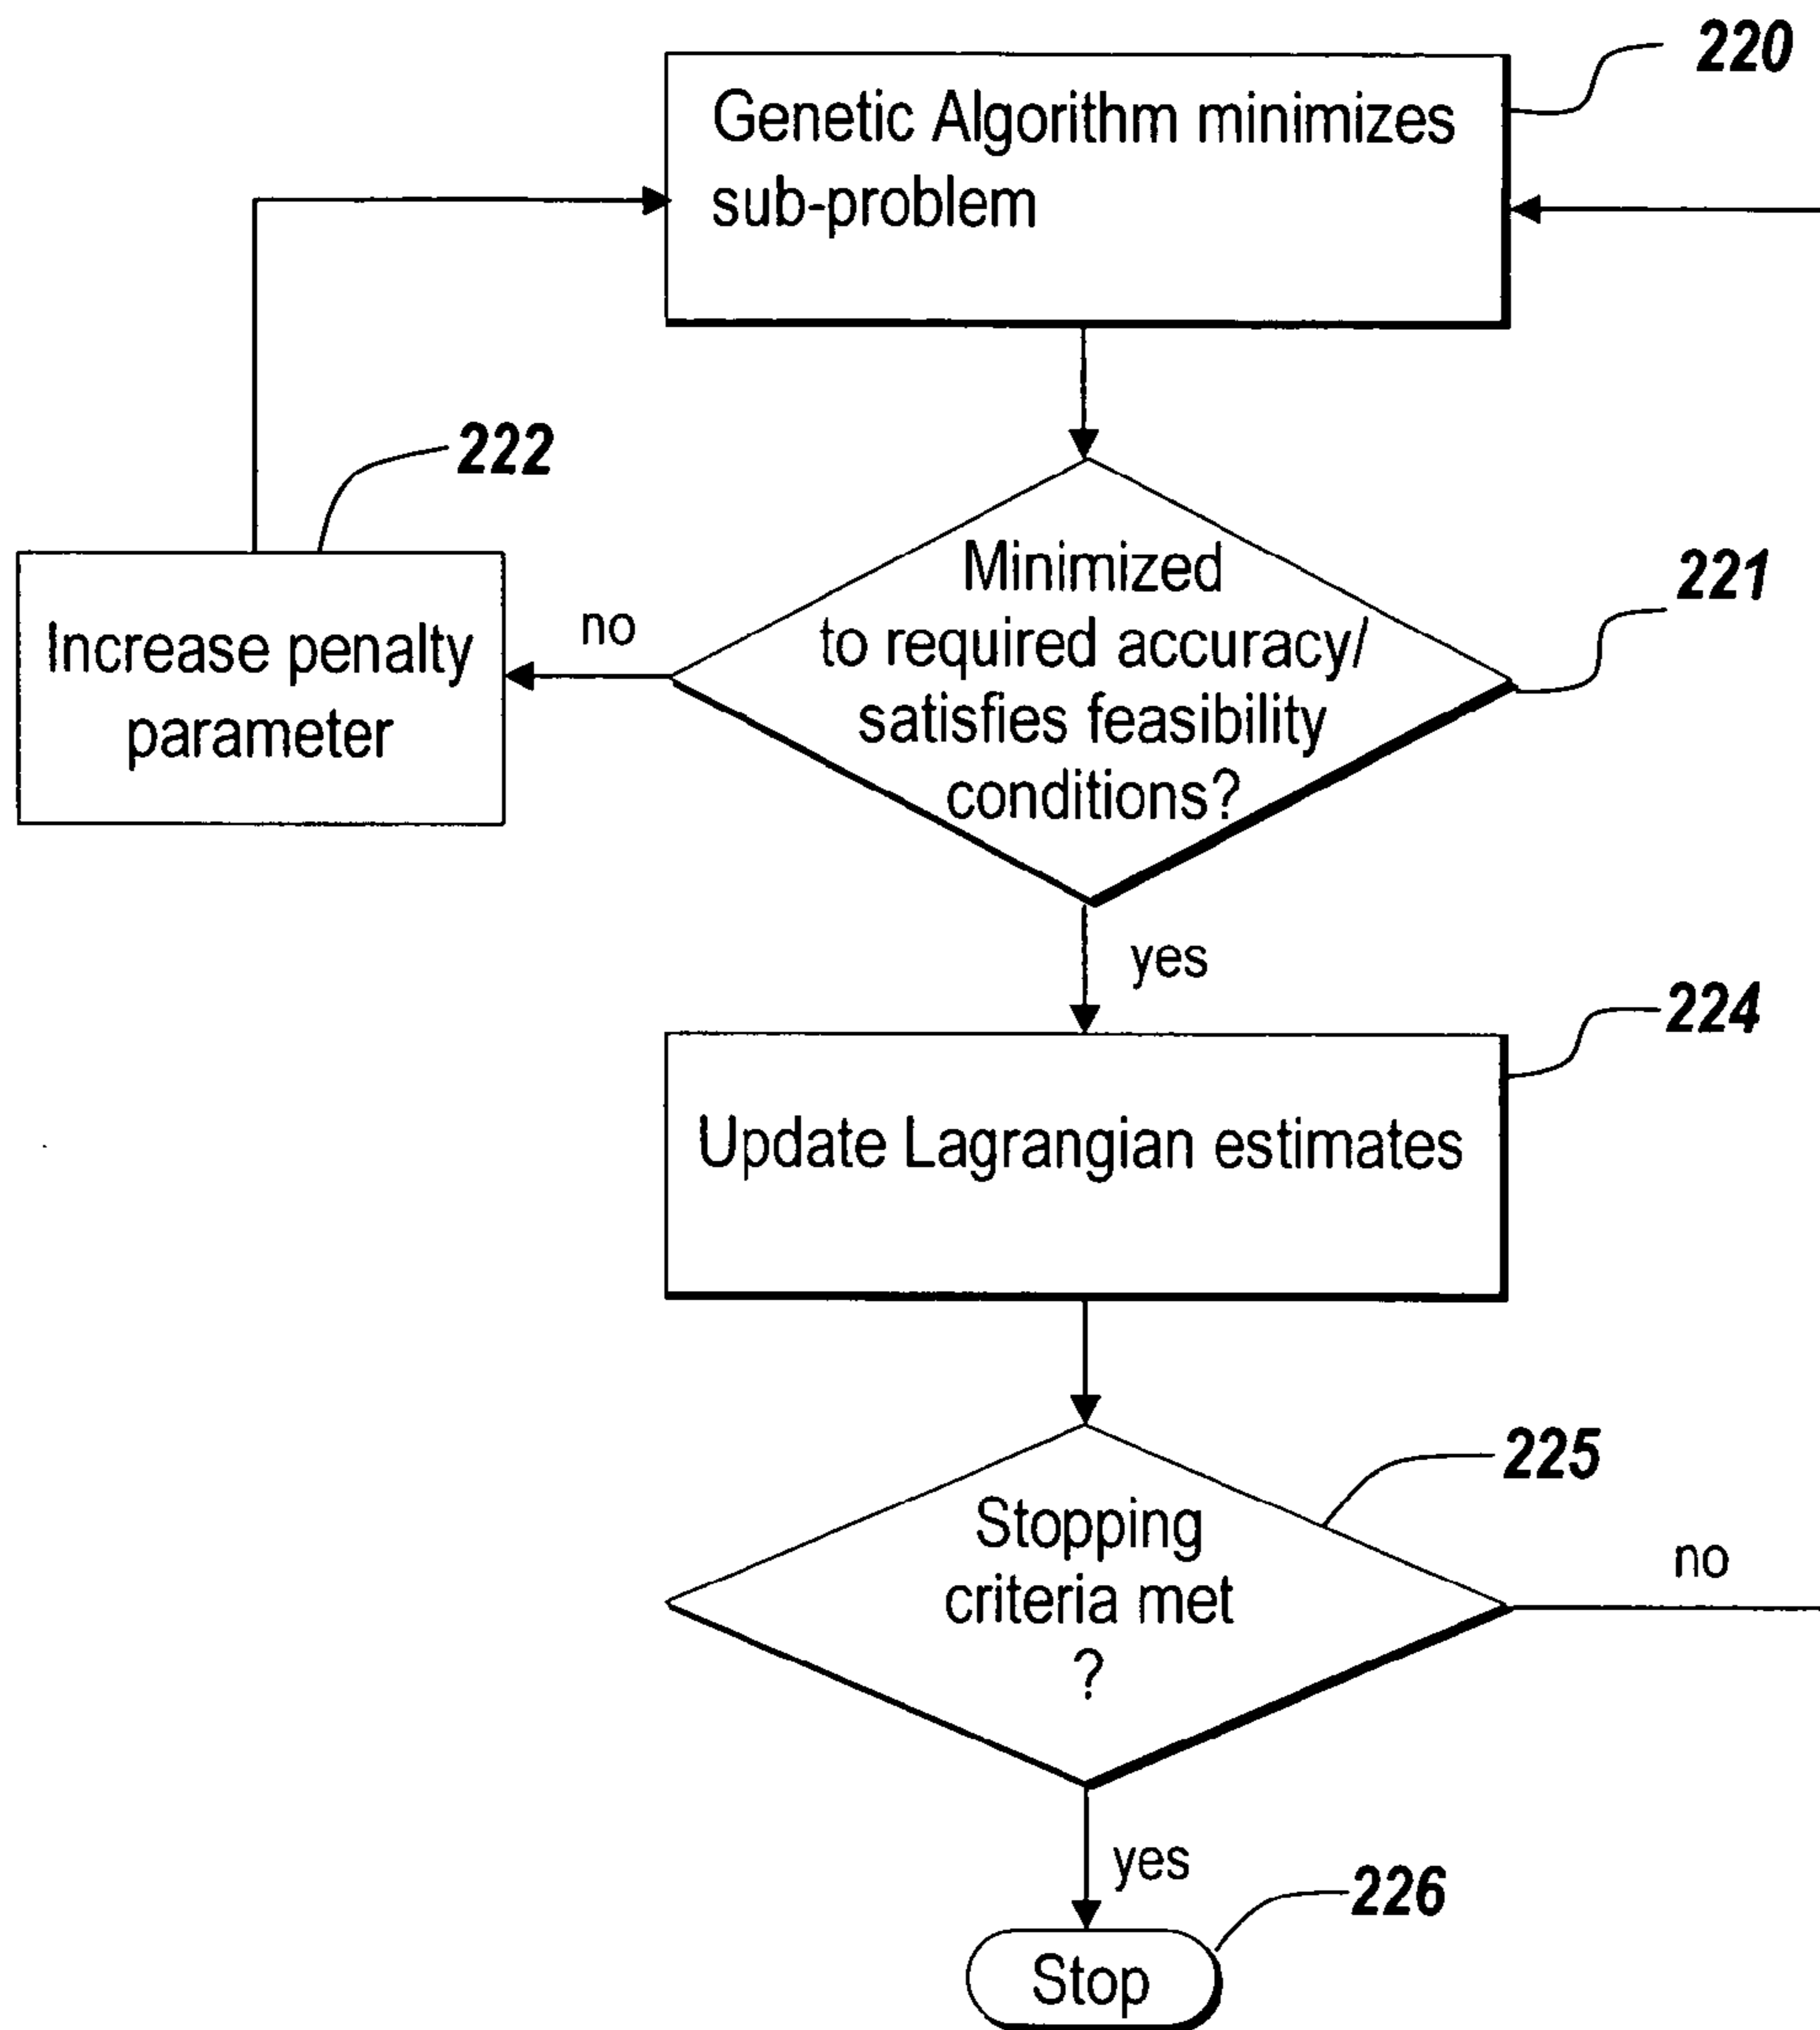 220
Genetic Algorithm minimizes
sub-problem
222
Minimized
to required accuracy/
satisfies feasibility
conditions?
221
no
Increase penalty
parameter
yes
224
Update Lagrangian estimates
225
Stopping
criteria met
?
no
yes
226
Stop